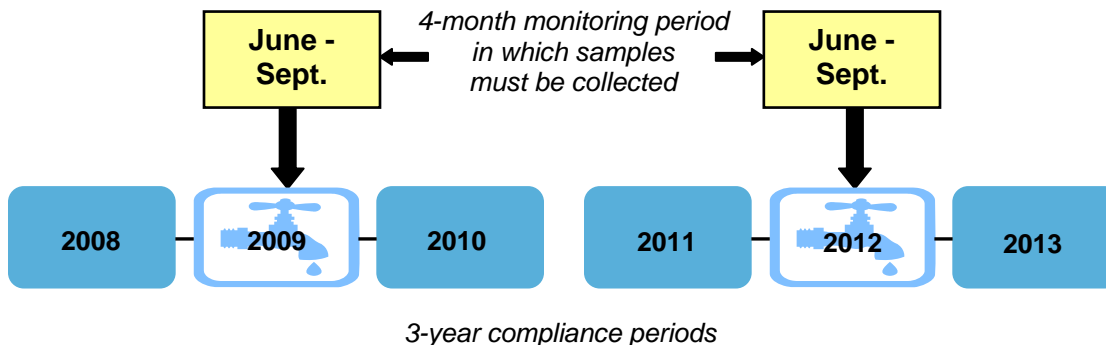 4-month monitoring period
in which samples
must be collected
June -
Sept.
June -
Sept.
2008
2009
2010
2011
2012
2013
3-year compliance periods